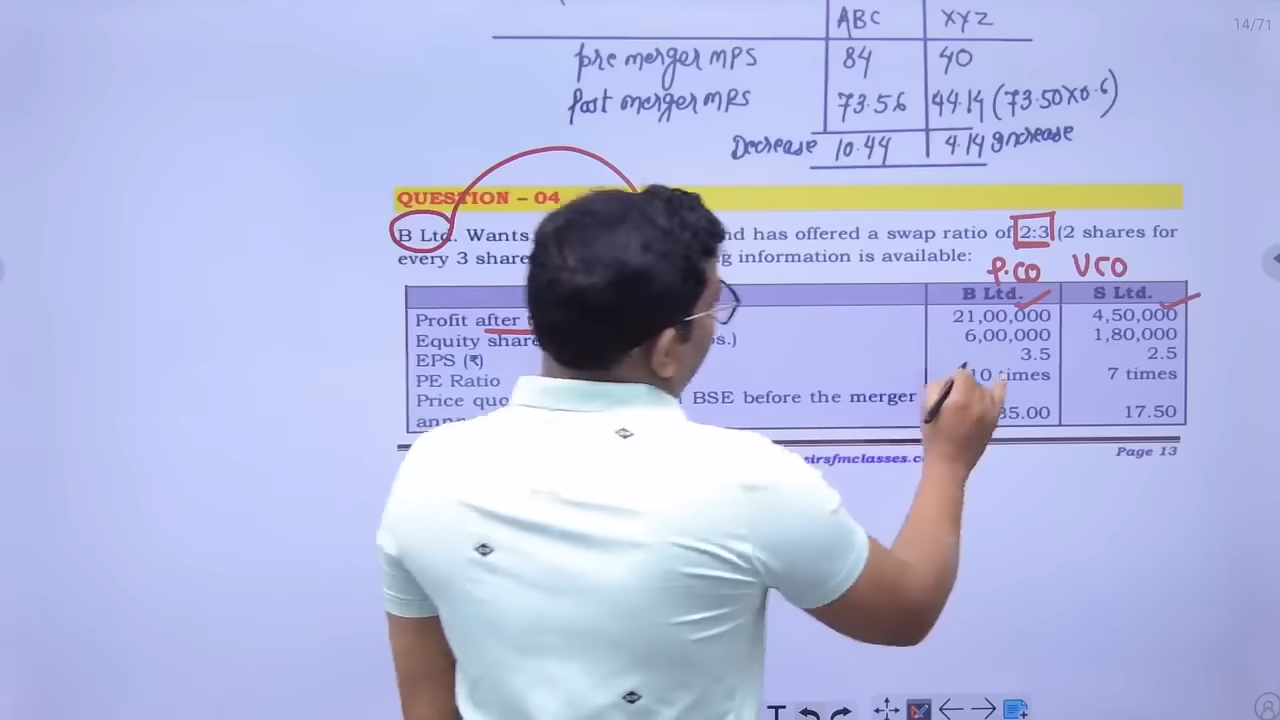 14/71
ABC XYZ
pre merger MPS 84 40
Post merger MPS 73.56 44.14 (73.50×0.6)
Decrease 10.44 4.14 Increase
QUESTION – 04
B Ltd. Wants nd has offered a swap ratio of 2:3 (2 shares for
every 3 share g information is available:
P.CO VCO
B Ltd. S Ltd.
Profit after 21,00,000 4,50,000
Equity share os.) 6,00,000 1,80,000
EPS (₹) 3.5 2.5
PE Ratio 10 times 7 times
Price quo BSE before the merger
35.00 17.50
sirsfmclasses.c Page 13